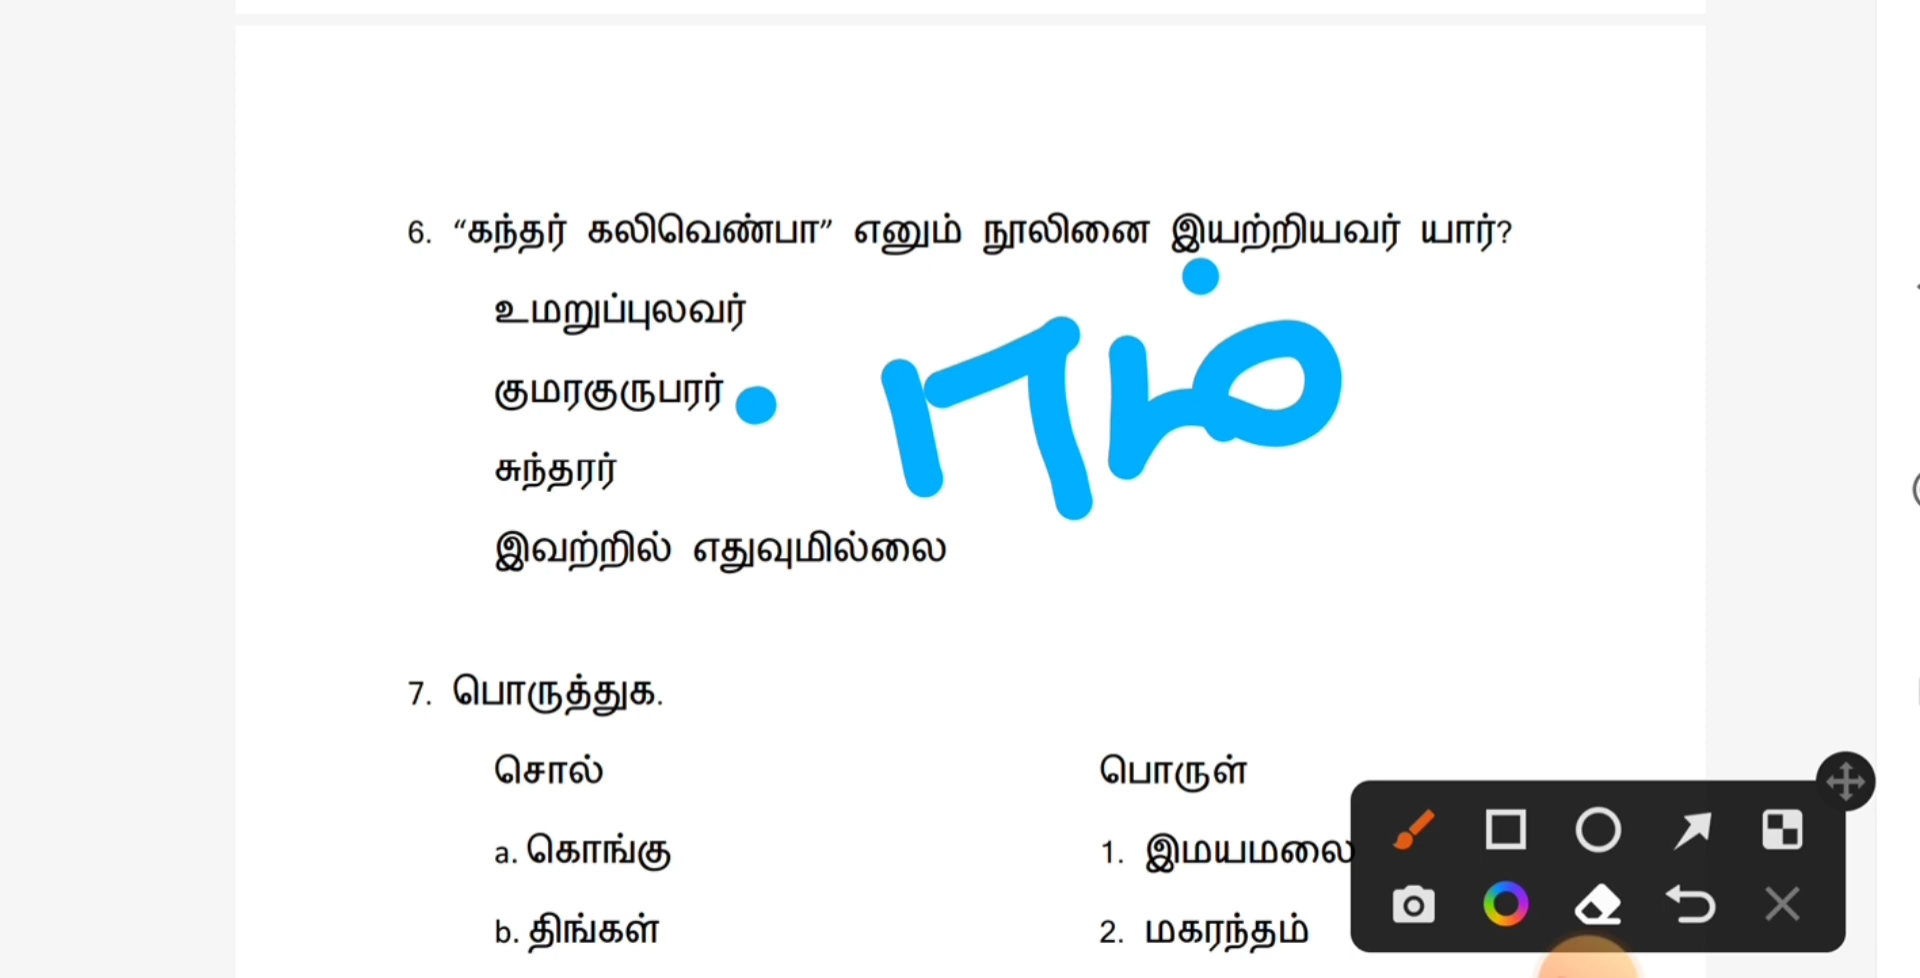 6. “கந்தர் கலிவெண்பா” எனும் நூலினை இயற்றியவர் யார்?
உமறுப்புலவர்
குமரகுருபரர்
சுந்தரர்
இவற்றில் எதுவுமில்லை
7. பொருத்துக.
சொல் பொருள்
a. கொங்கு 1. இமயமலை
b. திங்கள் 2. மகரந்தம்